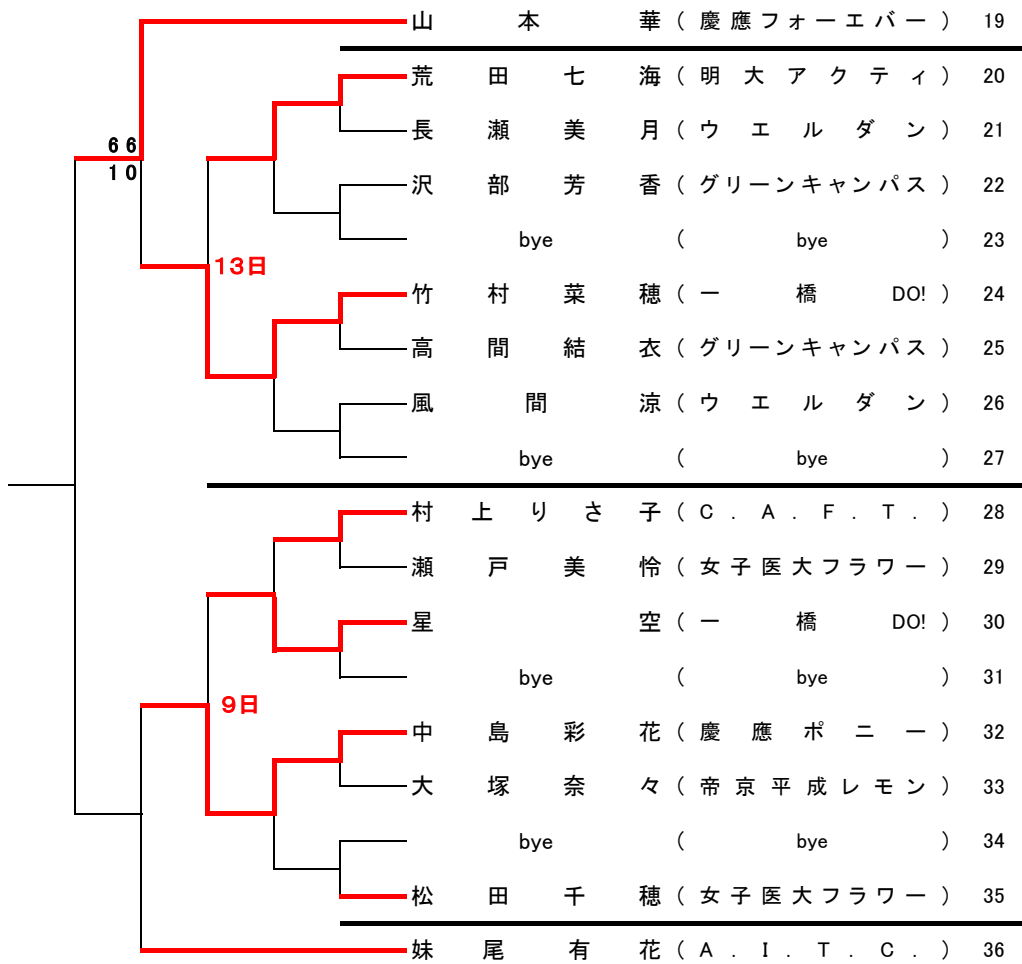 山本華(慶應フォーエバー) 19
荒田七海(明大アクティ) 20
長瀬美月(ウエルダン) 21
66
10
沢部芳香(グリーンキャンパス) 22
bye(bye) 23
13日
竹村菜穂(一橋DO!) 24
高間結衣(グリーンキャンパス) 25
風間涼(ウエルダン) 26
bye(bye) 27
村上りさ子(C.A.F.T.) 28
瀬戸美怜(女子医大フラワー) 29
星空(一橋DO!) 30
bye(bye) 31
9日
中島彩花(慶應ポニー) 32
大塚奈々(帝京平成レモン) 33
bye(bye) 34
松田千穂(女子医大フラワー) 35
妹尾有花(A.I.T.C.) 36